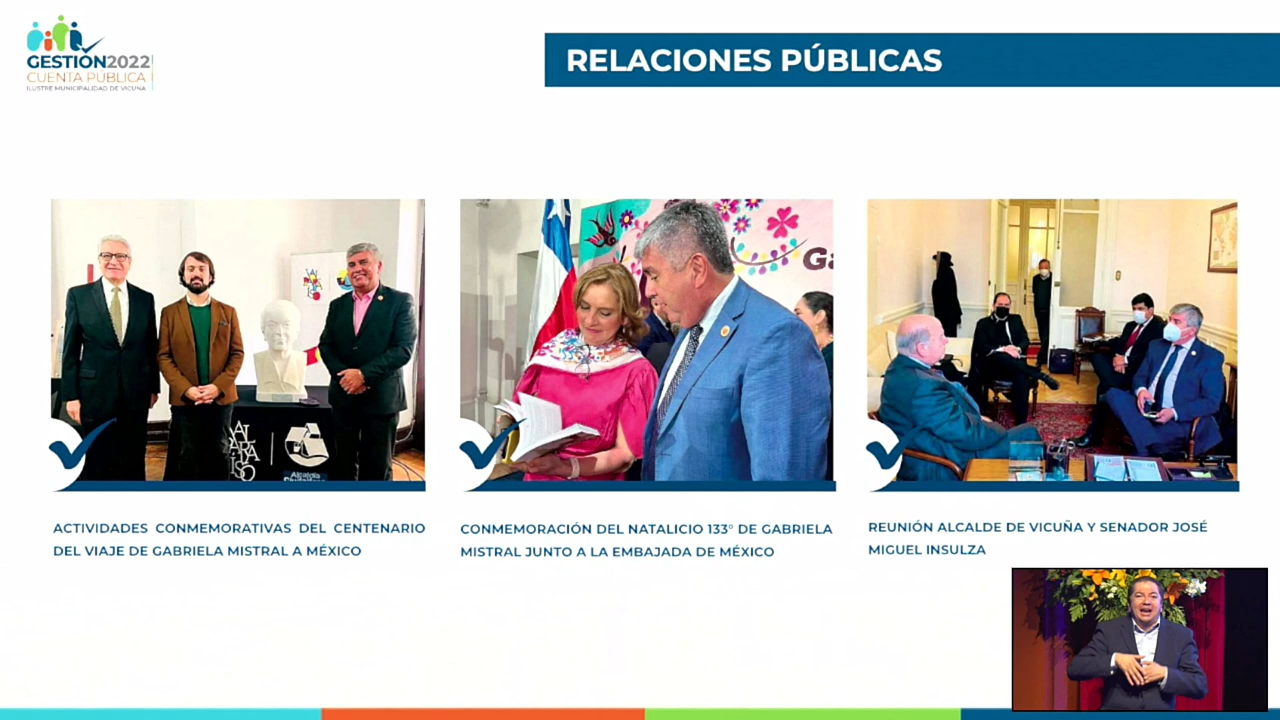 GESTIÓN2022
CUENTA PÚBLICA
ILUSTRE MUNICIPALIDAD DE VICUÑA
RELACIONES PÚBLICAS
ACTIVIDADES CONMEMORATIVAS DEL CENTENARIO
DEL VIAJE DE GABRIELA MISTRAL A MÉXICO
CONMEMORACIÓN DEL NATALICIO 133° DE GABRIELA
MISTRAL JUNTO A LA EMBAJADA DE MÉXICO
REUNIÓN ALCALDE DE VICUÑA Y SENADOR JOSÉ
MIGUEL INSULZA